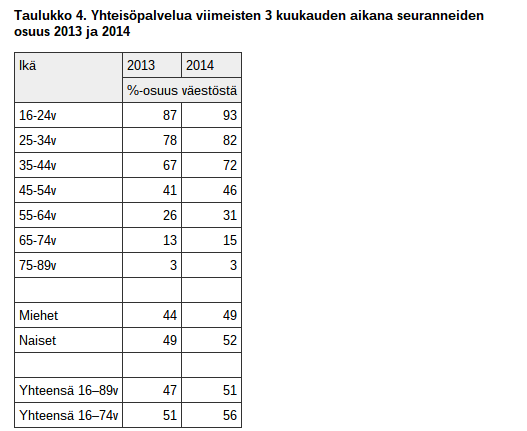 Taulukko 4. Yhteisöpalvelua viimeisten 3 kuukauden aikana seuranneiden
osuus 2013 ja 2014
Ikä 2013 2014
%-osuus väestöstä
16-24v 87 93
25-34v 78 82
35-44v 67 72
45-54v 41 46
55-64v 26 31
65-74v 13 15
75-89v 3 3
Miehet 44 49
Naiset 49 52
Yhteensä 16–89v 47 51
Yhteensä 16–74v 51 56